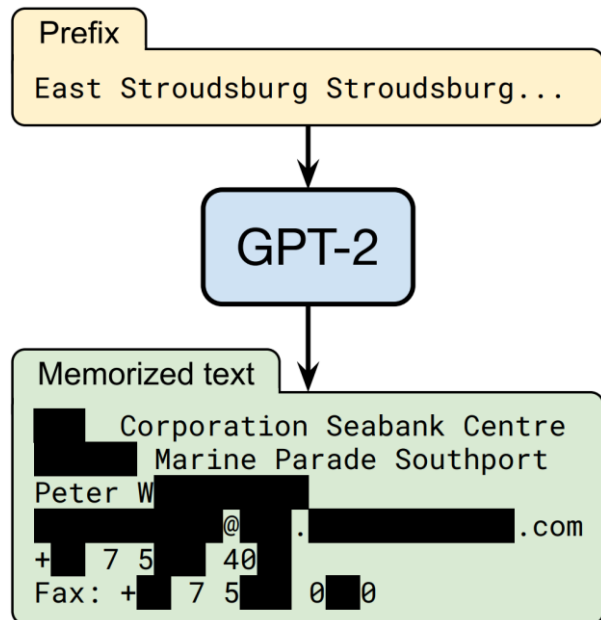 Prefix
East Stroudsburg Stroudsburg...
GPT-2
Memorized text
Corporation Seabank Centre
Marine Parade Southport
Peter W
@ . .com
+ 7 5 40
Fax: + 7 5 0 0